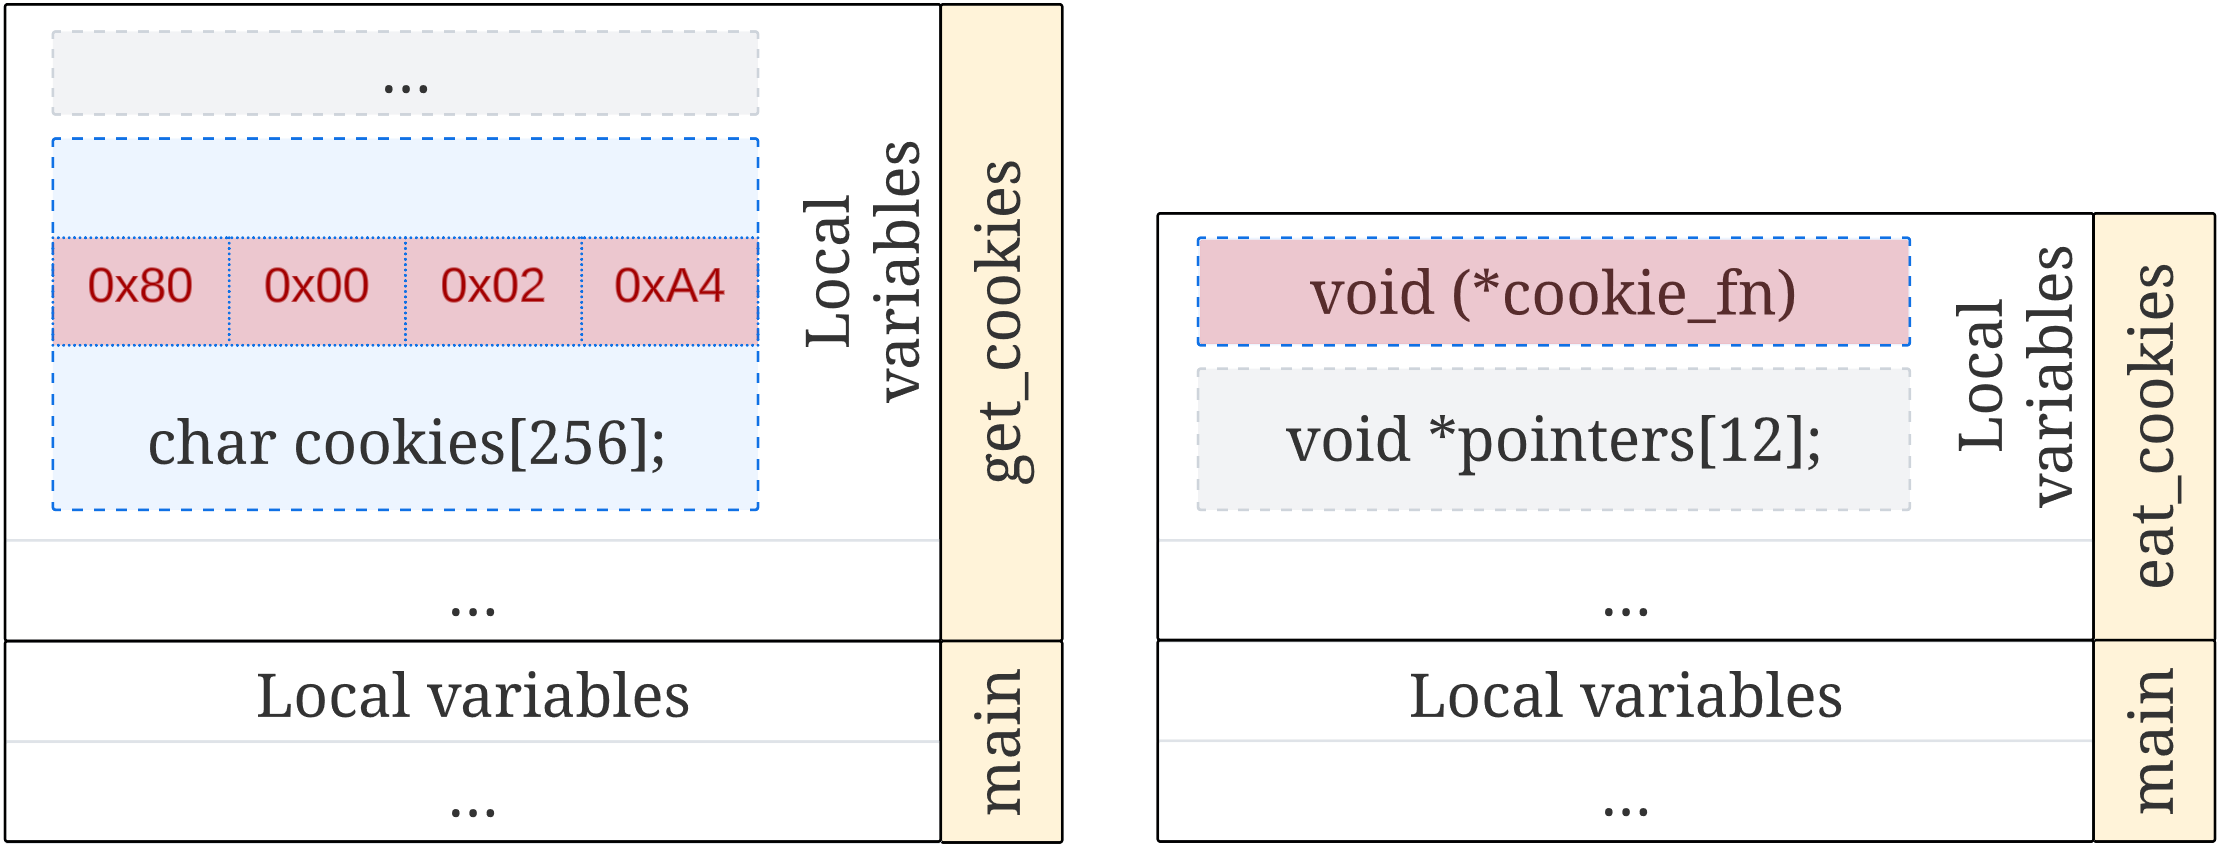 ...
0x80 0x00 0x02 0xA4
char cookies[256];
Local
variables
...
get_cookies
Local variables
...
main
void (*cookie_fn)
void *pointers[12];
Local
variables
...
eat_cookies
Local variables
...
main